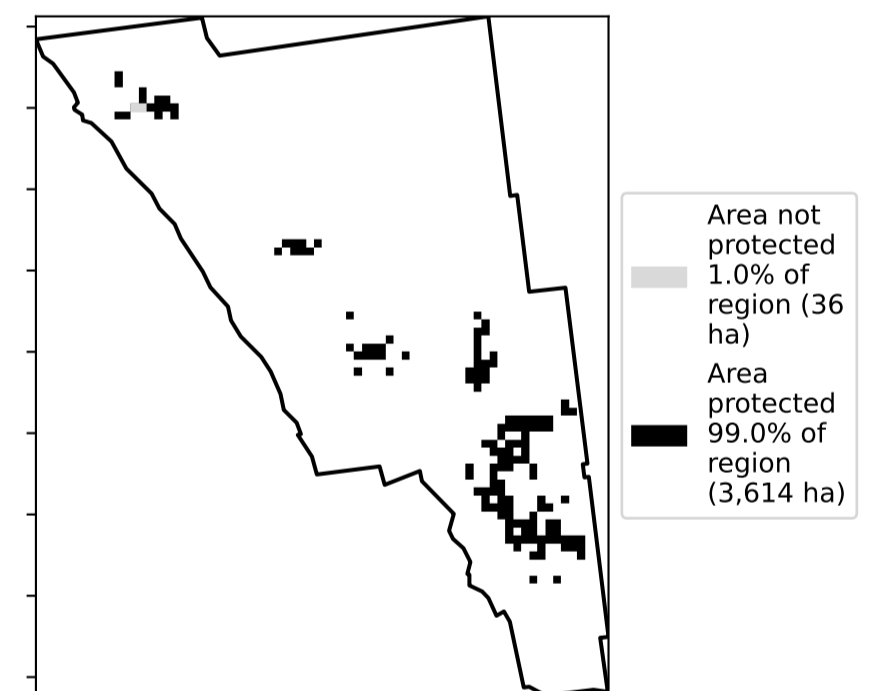 Area not
protected
1.0% of
region (36
ha)
Area
protected
99.0% of
region
(3,614 ha)